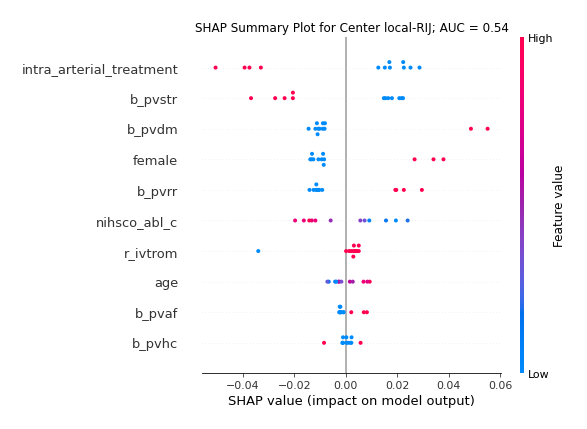 SHAP Summary Plot for Center local-RIJ; AUC = 0.54
High
intra_arterial_treatment
b_pvstr
b_pvdm
female
b_pvrr
nihsco_abl_c
r_ivtrom
age
b_pvaf
b_pvhc
Feature value
Low
−0.04 −0.02 0.00 0.02 0.04 0.06
SHAP value (impact on model output)